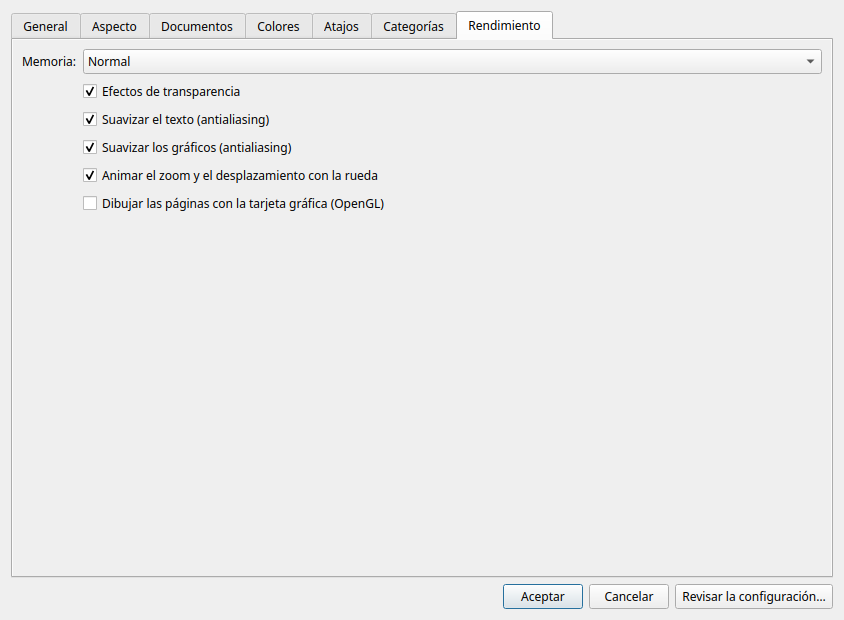 General Aspecto Documentos Colores Atajos Categorías Rendimiento
Memoria: Normal
Efectos de transparencia
Suavizar el texto (antialiasing)
Suavizar los gráficos (antialiasing)
Animar el zoom y el desplazamiento con la rueda
Dibujar las páginas con la tarjeta gráfica (OpenGL)
Aceptar Cancelar Revisar la configuración...